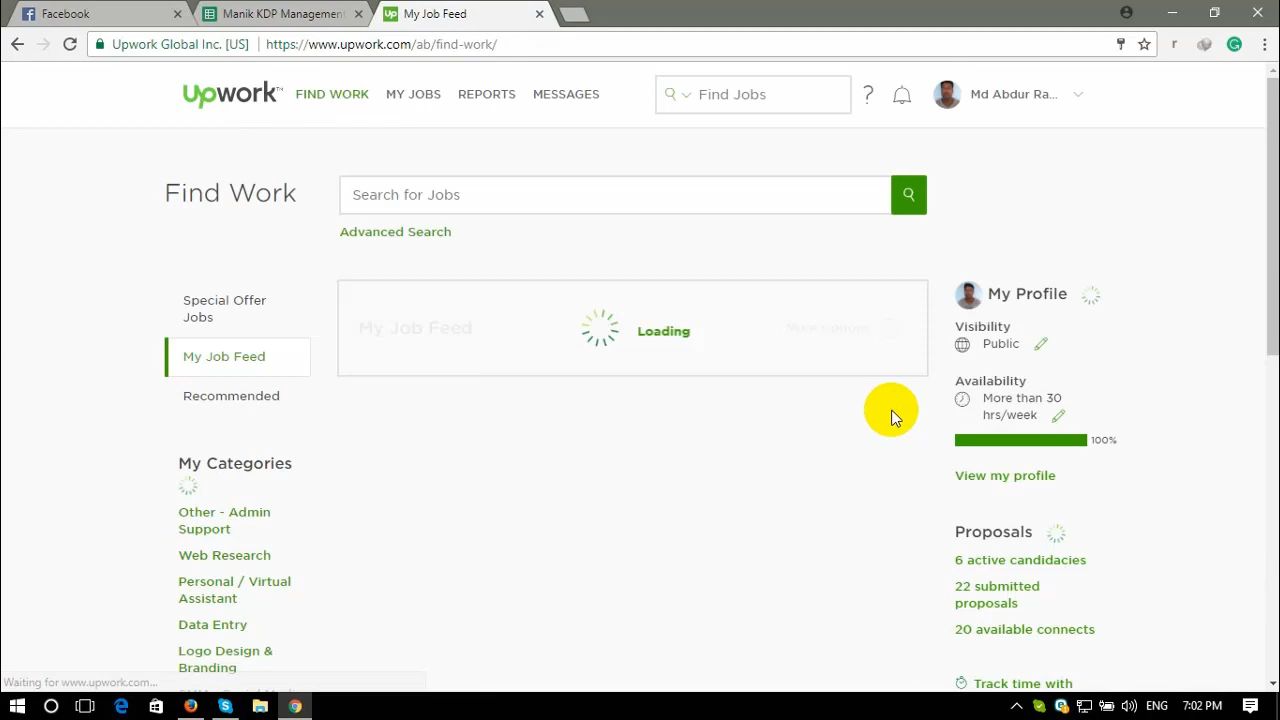 Facebook
Manik KDP Management
My Job Feed
Upwork Global Inc. [US]
https://www.upwork.com/ab/find-work/
Upwork
FIND WORK
MY JOBS
REPORTS
MESSAGES
Find Jobs
?
Md Abdur Ra...
Find Work
Search for Jobs
Advanced Search
Special Offer
Jobs
My Job Feed
Recommended
My Job Feed
Loading
My Profile
Visibility
Public
Availability
More than 30
hrs/week
100%
View my profile
My Categories
Other - Admin
Support
Web Research
Personal / Virtual
Assistant
Data Entry
Logo Design &
Branding
Proposals
6 active candidacies
22 submitted
proposals
20 available connects
Track time with
Waiting for www.upwork.com...
ENG
7:02 PM